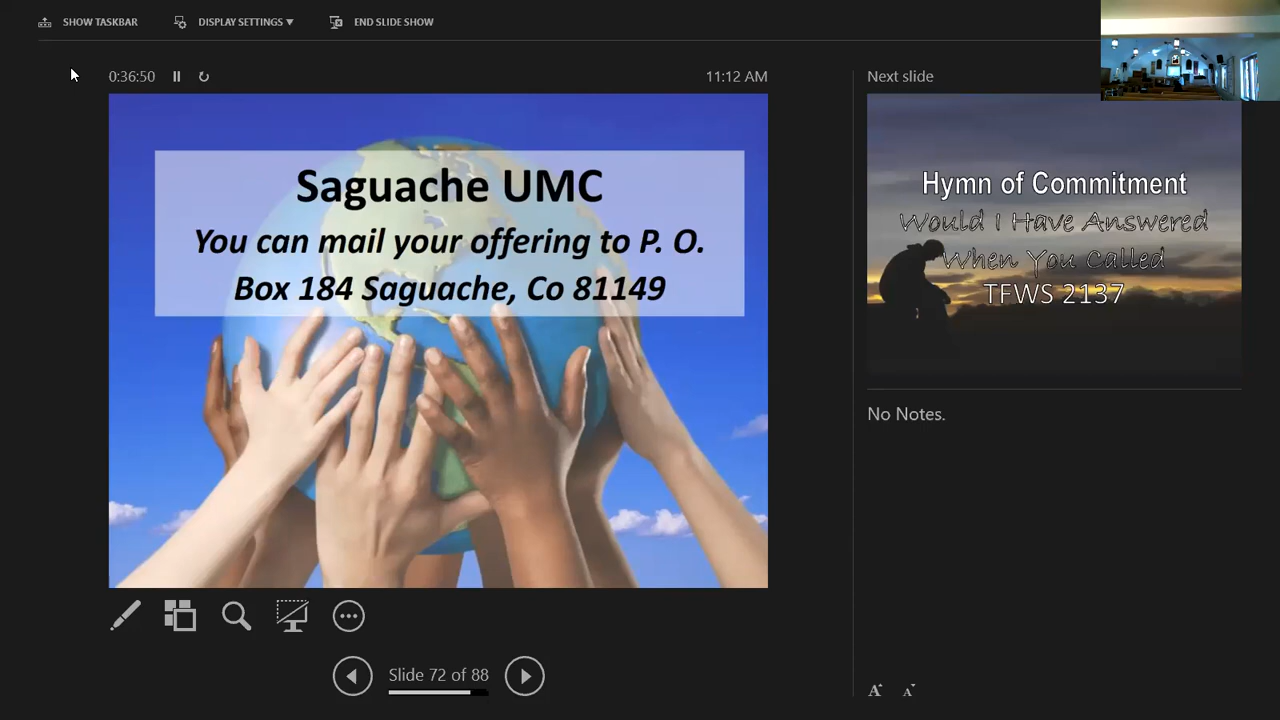 SHOW TASKBAR
DISPLAY SETTINGS ▼
END SLIDE SHOW
0:36:50
11:12 AM
Saguache UMC
You can mail your offering to P. O.
Box 184 Saguache, Co 81149
Slide 72 of 88
Next slide
Hymn of Commitment
Would I Have Answered
When You Called
TFWS 2137
No Notes.
A A